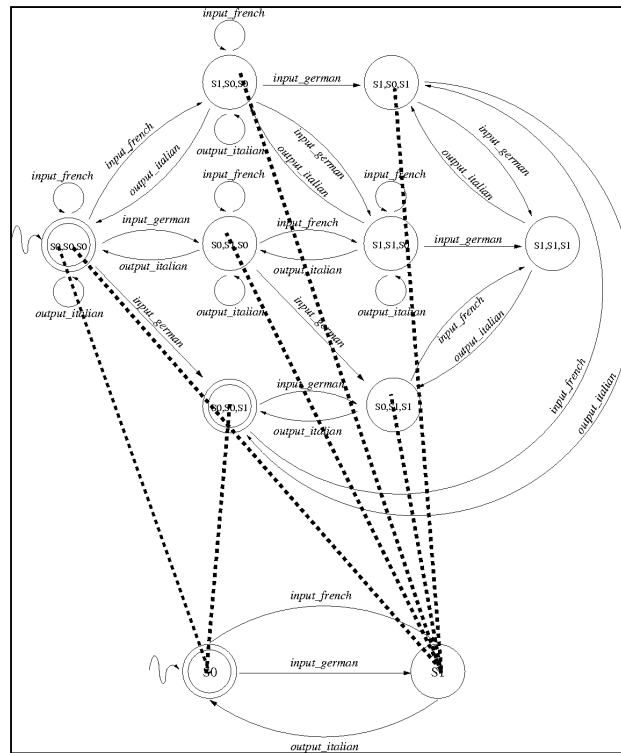 input_french
S1,S0,S0
input_german
S1,S0,S1
output_italian
input_french
output_italian
input_german
output_italian
input_german
output_italian
input_french
input_french
input_french
S0,S0,S0
input_german
output_italian
S0,S1,S0
input_french
output_italian
S1,S1,S0
input_german
S1,S1,S1
output_italian
output_italian
output_italian
input_german
input_german
input_french
output_italian
S0,S0,S1
input_german
output_italian
S0,S1,S1
input_french
output_italian
input_french
S0
input_german
S1
output_italian